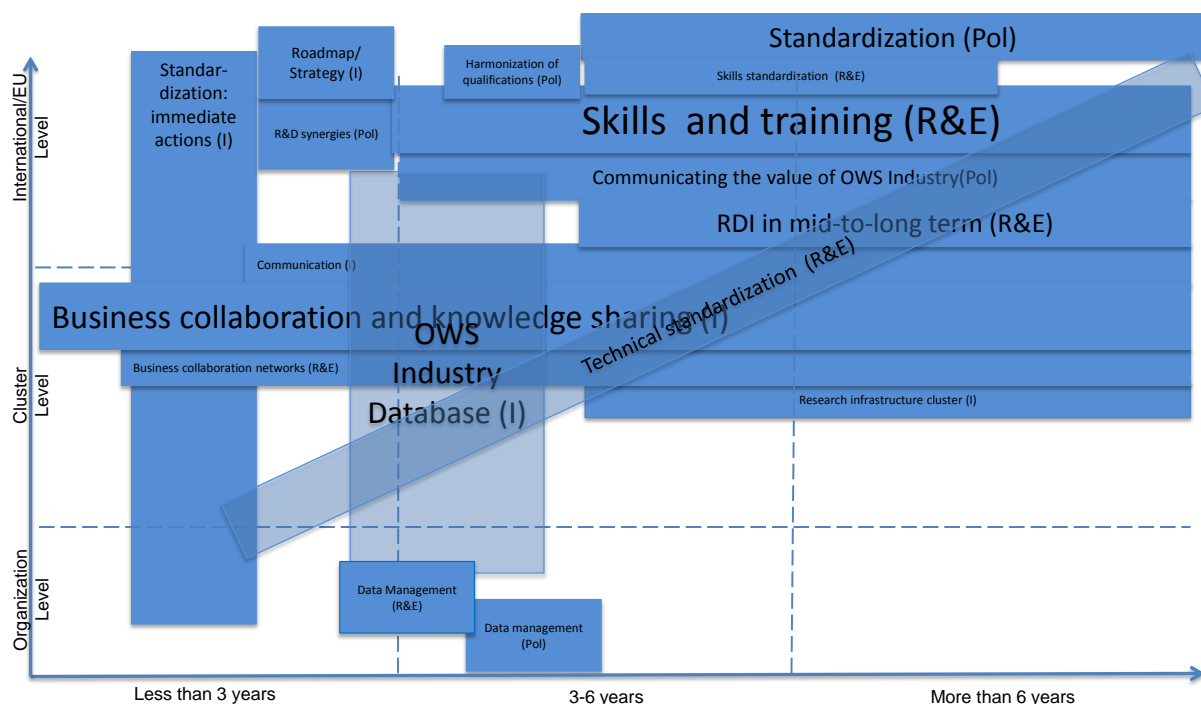 International/EU
Level
Cluster
Level
Organization
Level
Standar-
dization:
immediate
actions (I)
Roadmap/
Strategy (I)
R&D synergies (Pol)
Harmonization of
qualifications (Pol)
Standardization (Pol)
Skills standardization (R&E)
Skills and training (R&E)
Communicating the value of OWS Industry(Pol)
RDI in mid-to-long term (R&E)
Communication (I)
Business collaboration and knowledge sharing (I)
OWS
Industry
Database (I)
Technical standardization (R&E)
Business collaboration networks (R&E)
Research infrastructure cluster (I)
Data Management
(R&E)
Data management
(Pol)
Less than 3 years
3-6 years
More than 6 years